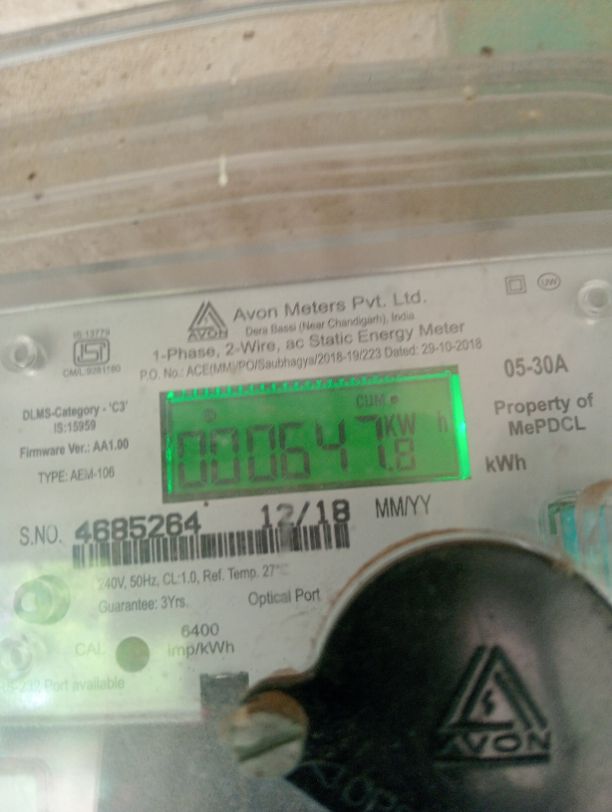 AVON
Avon Meters Pvt. Ltd.
Dera Bassi (Near Chandigarh), India
1-Phase, 2-Wire, ac Static Energy Meter
P.O. No.: ACE(MM)/PO/Saubhagya/2018-19/223 Dated: 29-10-2018
IS:13779
ISI
05-30A
DLMS-Category - 'C3'
IS:15959
Firmware Ver.: AA1.00
TYPE: AEM-106
CUM
000647.8 KW h
Property of
MePDCL
kWh
S.NO. 4685264 12/18 MM/YY
240V, 50Hz, CL:1.0, Ref. Temp. 27°C
Guarantee: 3Yrs. Optical Port
CAL 6400
imp/kWh
Port available
AVON